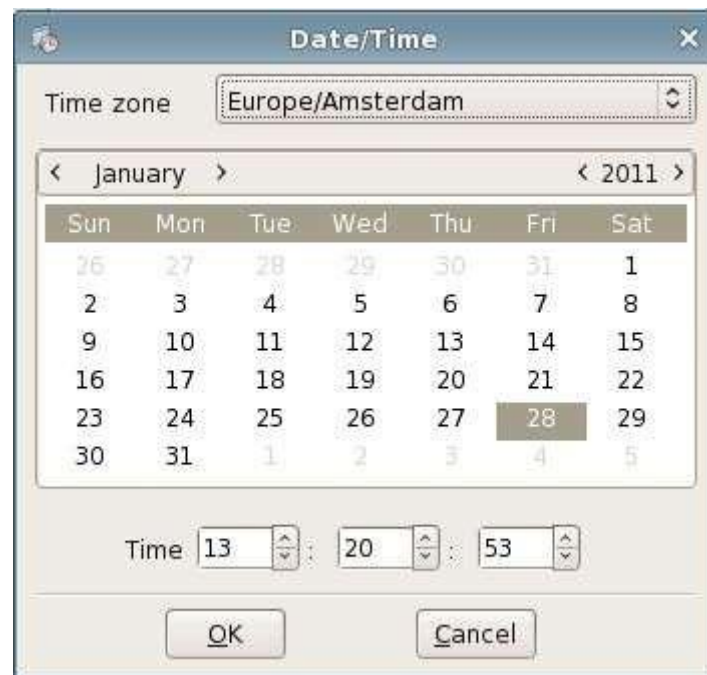 Date/Time
Time zone Europe/Amsterdam
January 2011
Sun Mon Tue Wed Thu Fri Sat
26 27 28 29 30 31 1
2 3 4 5 6 7 8
9 10 11 12 13 14 15
16 17 18 19 20 21 22
23 24 25 26 27 28 29
30 31 1 2 3 4 5
Time 13 : 20 : 53
OK Cancel